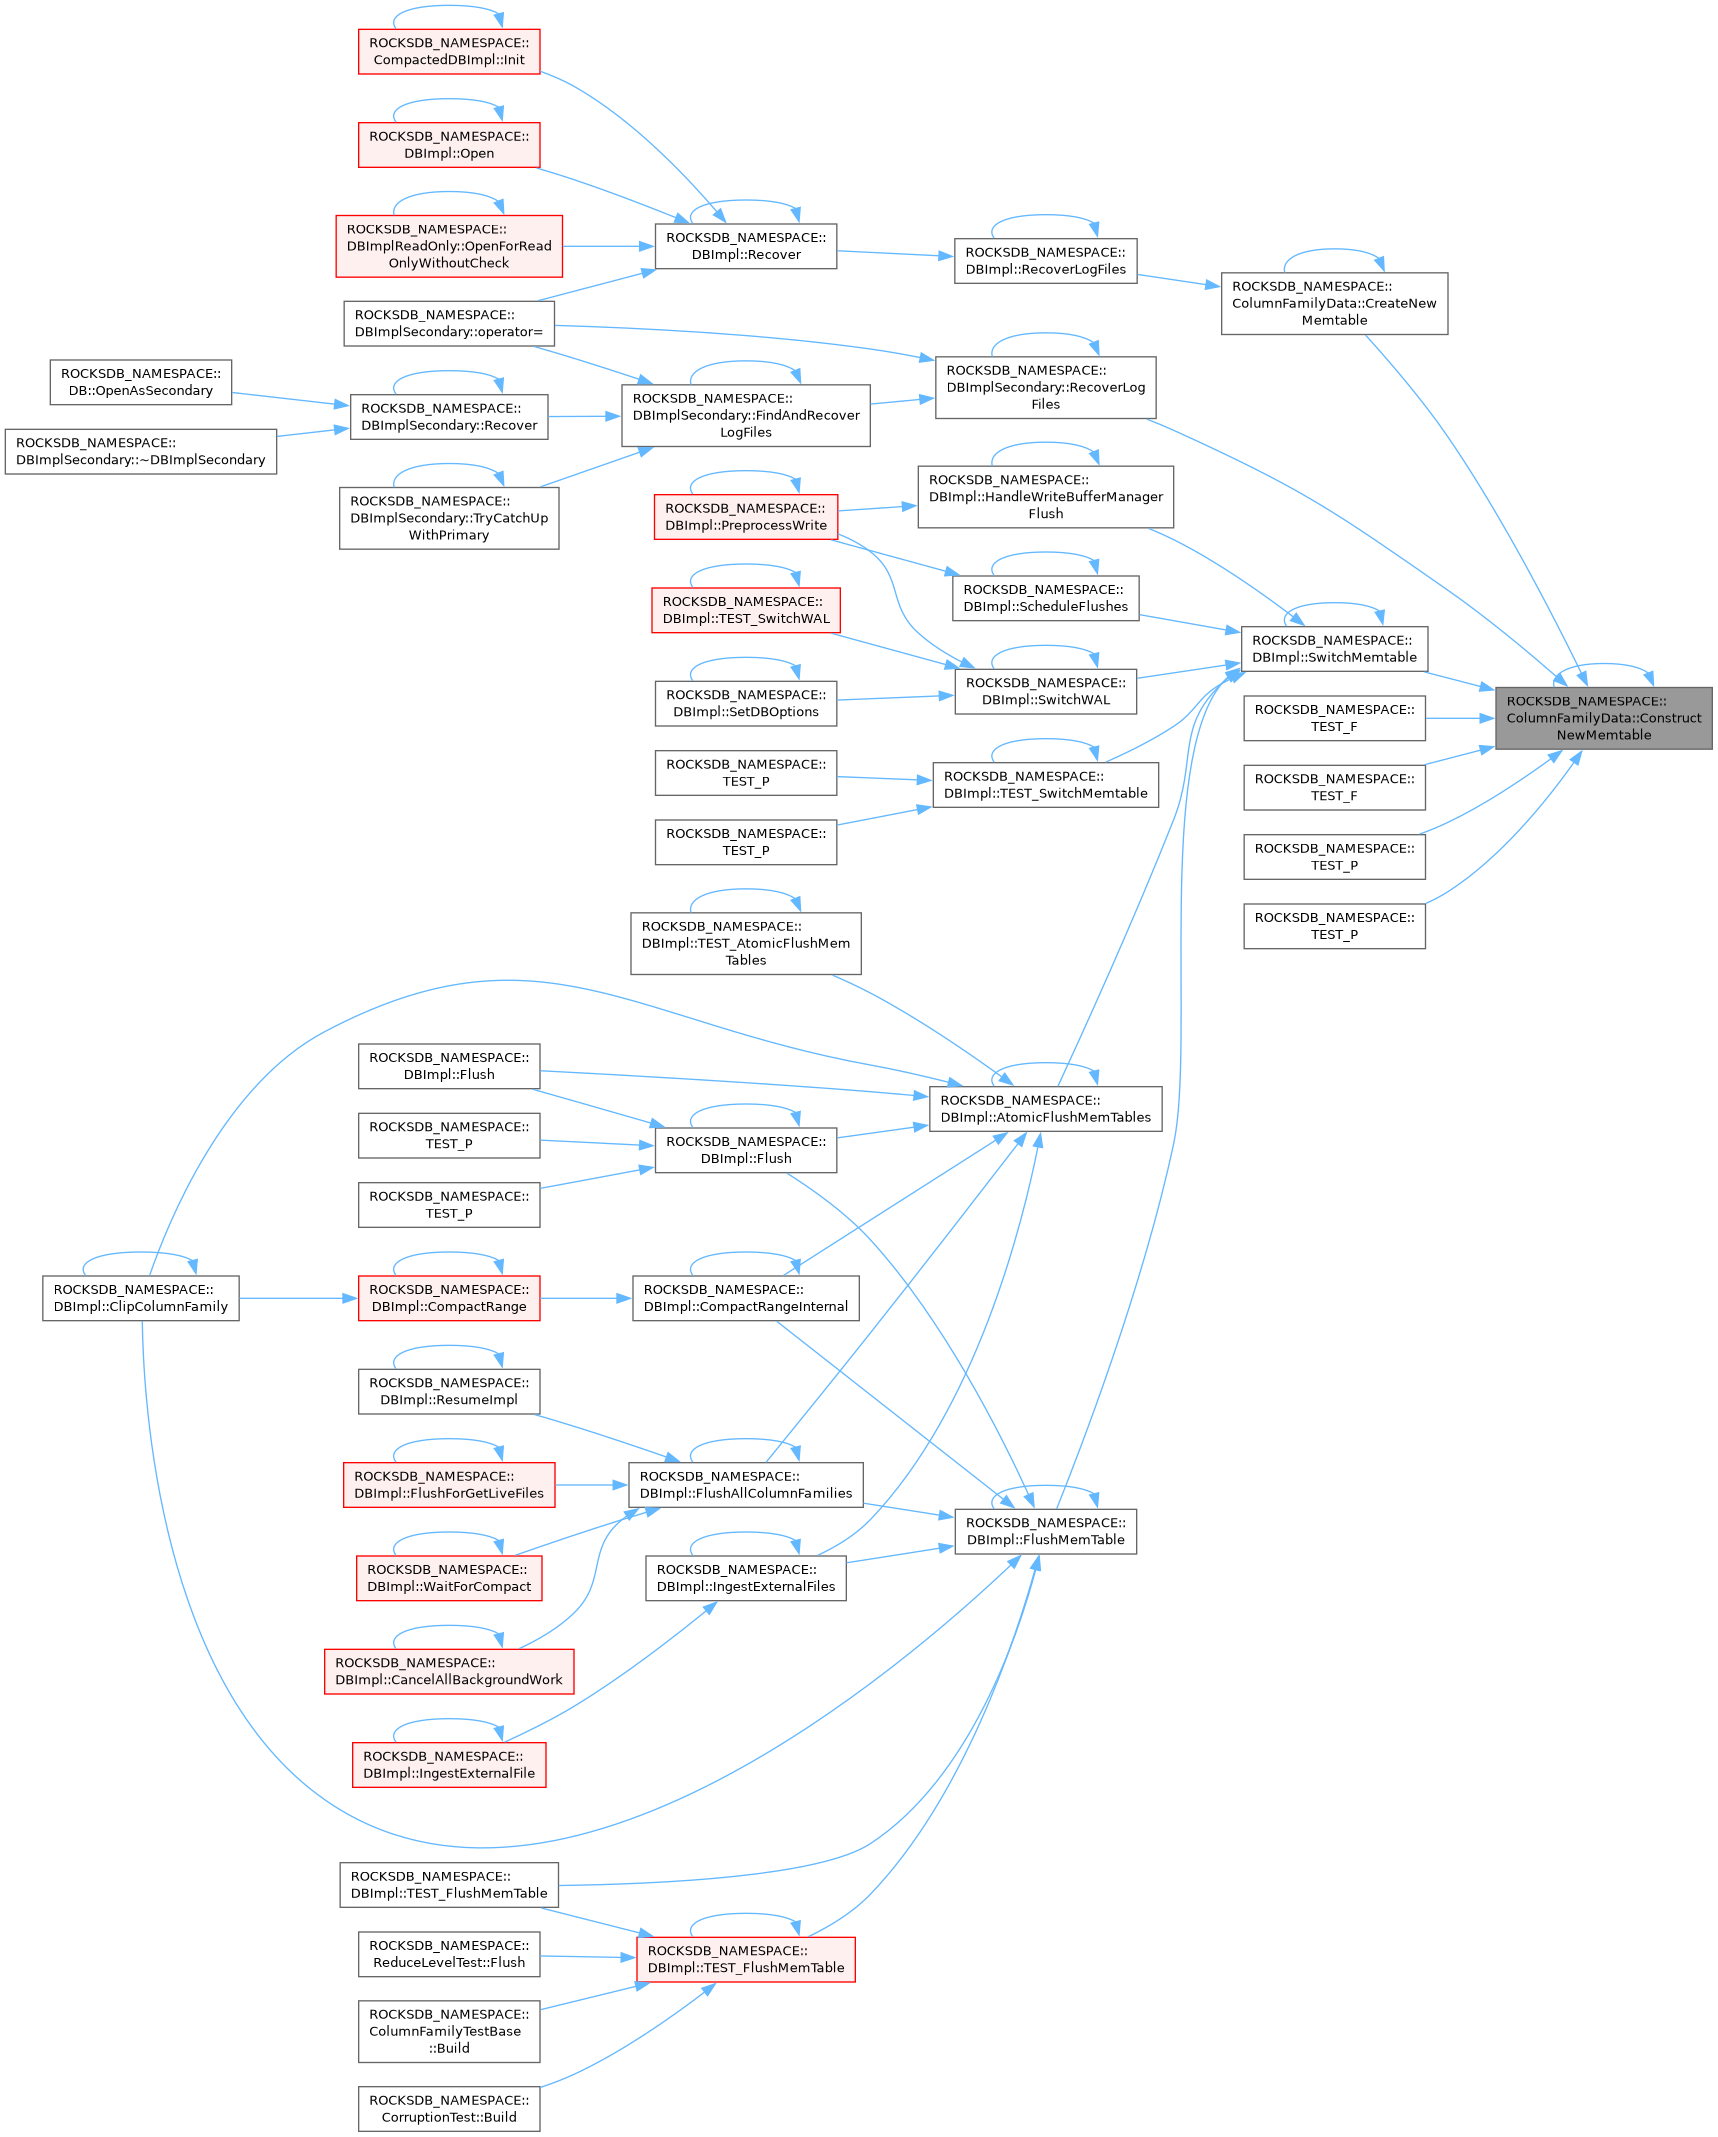 ROCKSDB_NAMESPACE::
CompactedDBImpl::Init
ROCKSDB_NAMESPACE::
DBImpl::Open
ROCKSDB_NAMESPACE::
DBImplReadOnly::OpenForRead
OnlyWithoutCheck
ROCKSDB_NAMESPACE::
DBImpl::Recover
ROCKSDB_NAMESPACE::
DBImpl::RecoverLogFiles
ROCKSDB_NAMESPACE::
ColumnFamilyData::CreateNew
Memtable
ROCKSDB_NAMESPACE::
DBImplSecondary::operator=
ROCKSDB_NAMESPACE::
DB::OpenAsSecondary
ROCKSDB_NAMESPACE::
DBImplSecondary::~DBImplSecondary
ROCKSDB_NAMESPACE::
DBImplSecondary::Recover
ROCKSDB_NAMESPACE::
DBImplSecondary::FindAndRecover
LogFiles
ROCKSDB_NAMESPACE::
DBImplSecondary::RecoverLog
Files
ROCKSDB_NAMESPACE::
DBImplSecondary::TryCatchUp
WithPrimary
ROCKSDB_NAMESPACE::
DBImpl::PreprocessWrite
ROCKSDB_NAMESPACE::
DBImpl::HandleWriteBufferManager
Flush
ROCKSDB_NAMESPACE::
DBImpl::TEST_SwitchWAL
ROCKSDB_NAMESPACE::
DBImpl::ScheduleFlushes
ROCKSDB_NAMESPACE::
DBImpl::SwitchMemtable
ROCKSDB_NAMESPACE::
DBImpl::SetDBOptions
ROCKSDB_NAMESPACE::
DBImpl::SwitchWAL
ROCKSDB_NAMESPACE::
TEST_F
ROCKSDB_NAMESPACE::
ColumnFamilyData::Construct
NewMemtable
ROCKSDB_NAMESPACE::
TEST_P
ROCKSDB_NAMESPACE::
DBImpl::TEST_SwitchMemtable
ROCKSDB_NAMESPACE::
TEST_F
ROCKSDB_NAMESPACE::
TEST_P
ROCKSDB_NAMESPACE::
TEST_P
ROCKSDB_NAMESPACE::
TEST_P
ROCKSDB_NAMESPACE::
DBImpl::TEST_AtomicFlushMem
Tables
ROCKSDB_NAMESPACE::
DBImpl::Flush
ROCKSDB_NAMESPACE::
DBImpl::AtomicFlushMemTables
ROCKSDB_NAMESPACE::
TEST_P
ROCKSDB_NAMESPACE::
DBImpl::Flush
ROCKSDB_NAMESPACE::
TEST_P
ROCKSDB_NAMESPACE::
DBImpl::ClipColumnFamily
ROCKSDB_NAMESPACE::
DBImpl::CompactRange
ROCKSDB_NAMESPACE::
DBImpl::CompactRangeInternal
ROCKSDB_NAMESPACE::
DBImpl::ResumeImpl
ROCKSDB_NAMESPACE::
DBImpl::FlushForGetLiveFiles
ROCKSDB_NAMESPACE::
DBImpl::FlushAllColumnFamilies
ROCKSDB_NAMESPACE::
DBImpl::FlushMemTable
ROCKSDB_NAMESPACE::
DBImpl::WaitForCompact
ROCKSDB_NAMESPACE::
DBImpl::IngestExternalFiles
ROCKSDB_NAMESPACE::
DBImpl::CancelAllBackgroundWork
ROCKSDB_NAMESPACE::
DBImpl::IngestExternalFile
ROCKSDB_NAMESPACE::
DBImpl::TEST_FlushMemTable
ROCKSDB_NAMESPACE::
ReduceLevelTest::Flush
ROCKSDB_NAMESPACE::
DBImpl::TEST_FlushMemTable
ROCKSDB_NAMESPACE::
ColumnFamilyTestBase
::Build
ROCKSDB_NAMESPACE::
CorruptionTest::Build